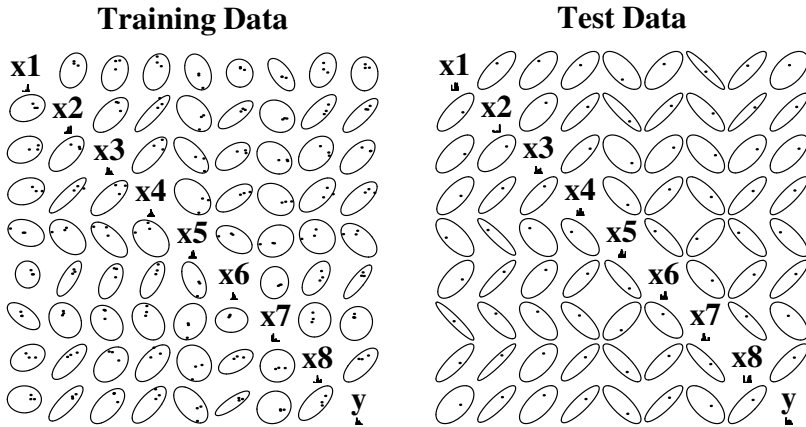 Training Data Test Data
x1 x1
x2 x2
x3 x3
x4 x4
x5 x5
x6 x6
x7 x7
x8 x8
y y